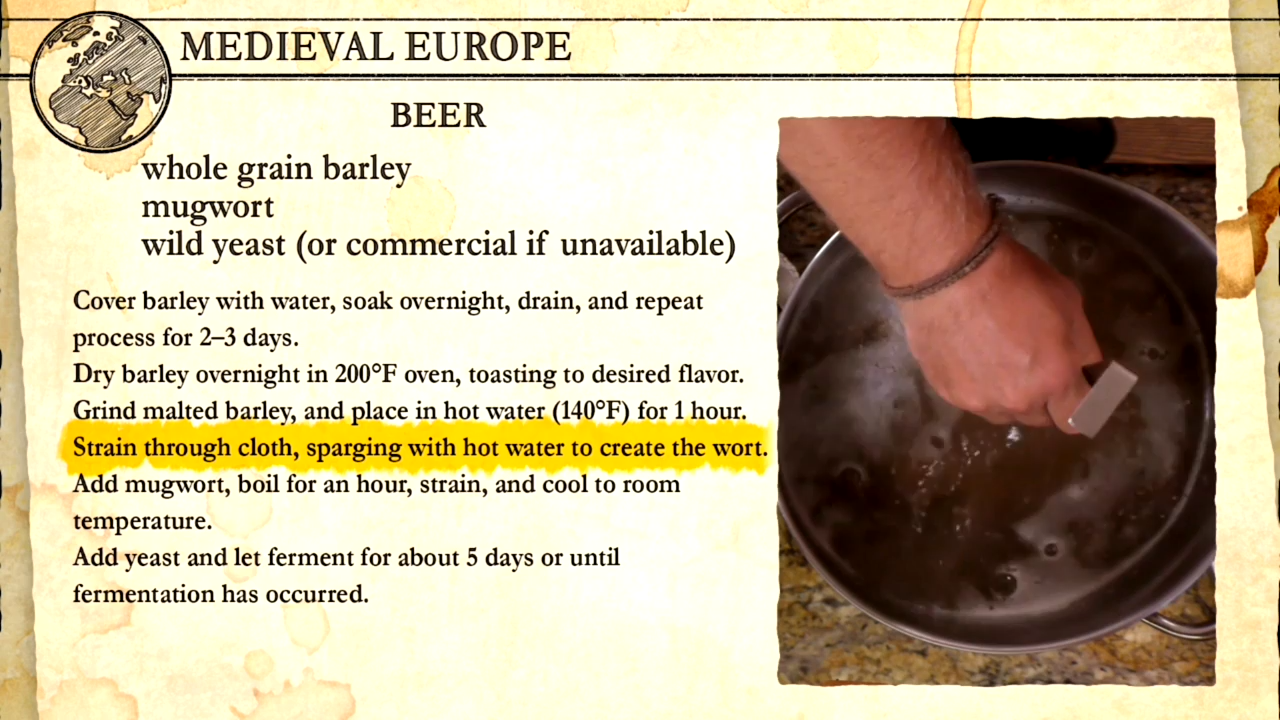 MEDIEVAL EUROPE
BEER
whole grain barley
mugwort
wild yeast (or commercial if unavailable)
Cover barley with water, soak overnight, drain, and repeat
process for 2–3 days.
Dry barley overnight in 200°F oven, toasting to desired flavor.
Grind malted barley, and place in hot water (140°F) for 1 hour.
Strain through cloth, sparging with hot water to create the wort.
Add mugwort, boil for an hour, strain, and cool to room
temperature.
Add yeast and let ferment for about 5 days or until
fermentation has occurred.